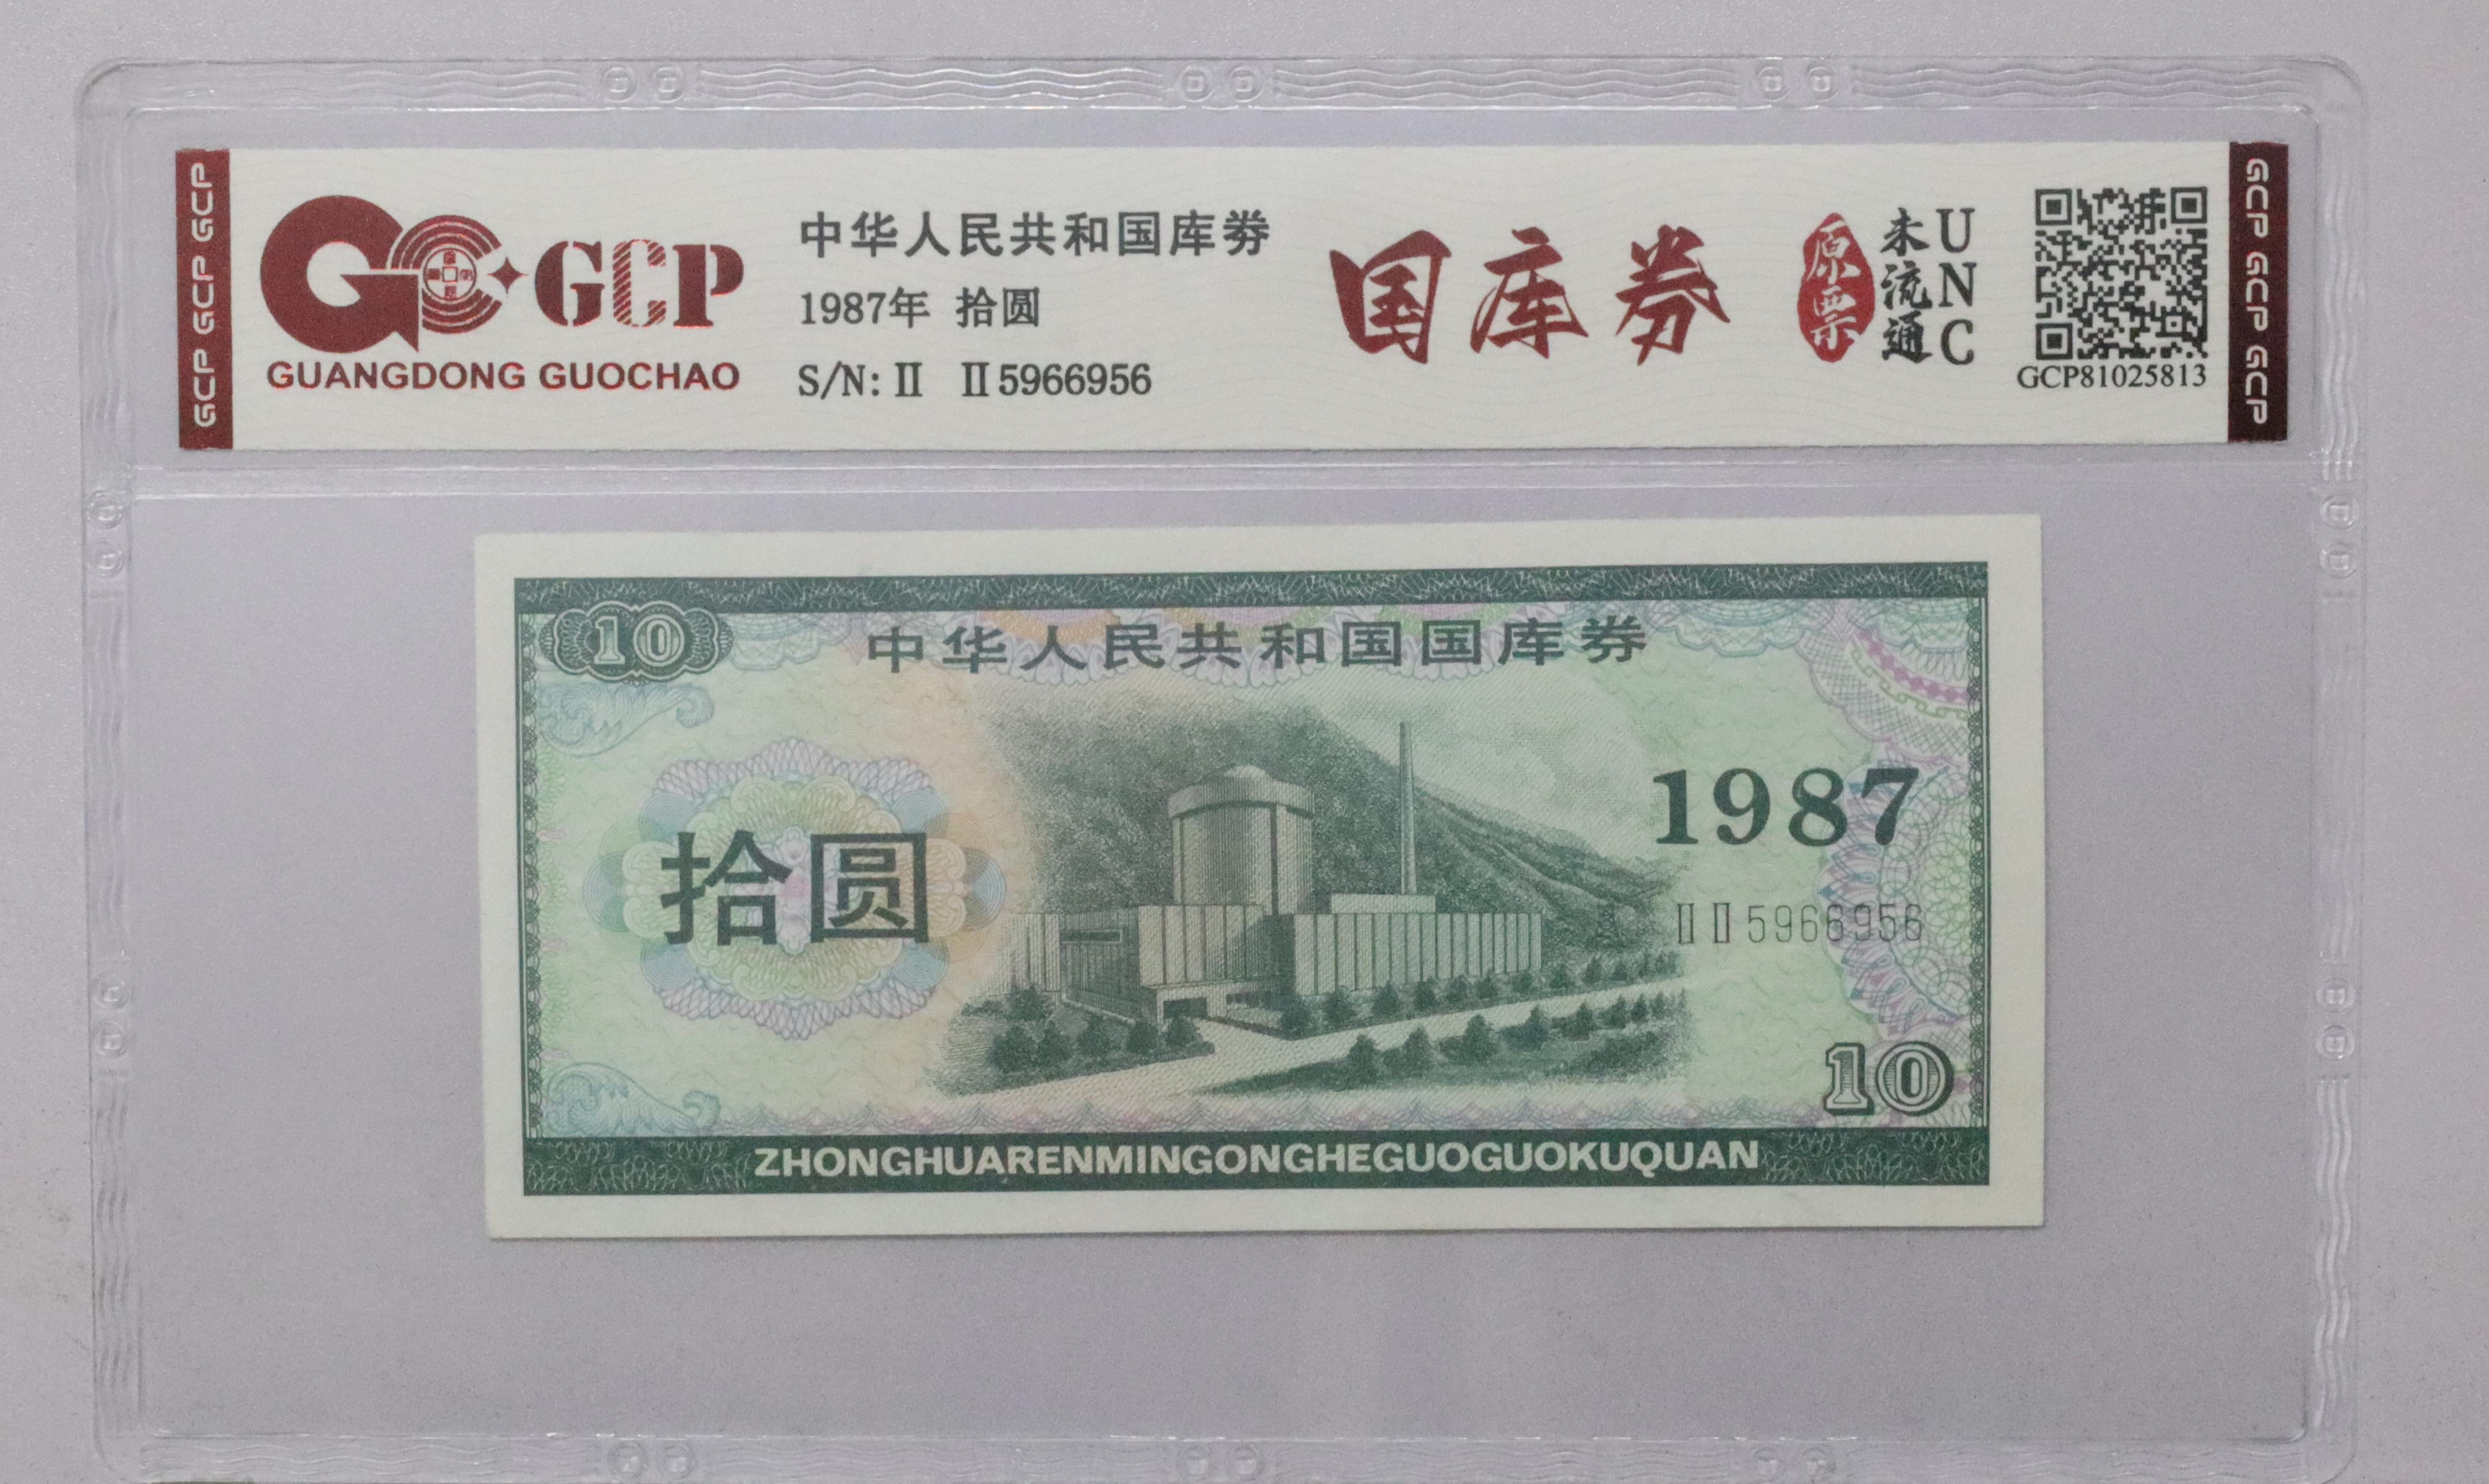 GCP GCP GCP
GCP
GUANGDONG GUOCHAO
中华人民共和国库券
1987年 拾圆
S/N: II II 5966956
国库券
原票
未流通
UNC
GCP81025813
GCP GCP GCP
10
中华人民共和国国库券
拾圆
1987
II II 5966956
10
ZHONGHUARENMINGONGHEGUOGUOKUQUAN